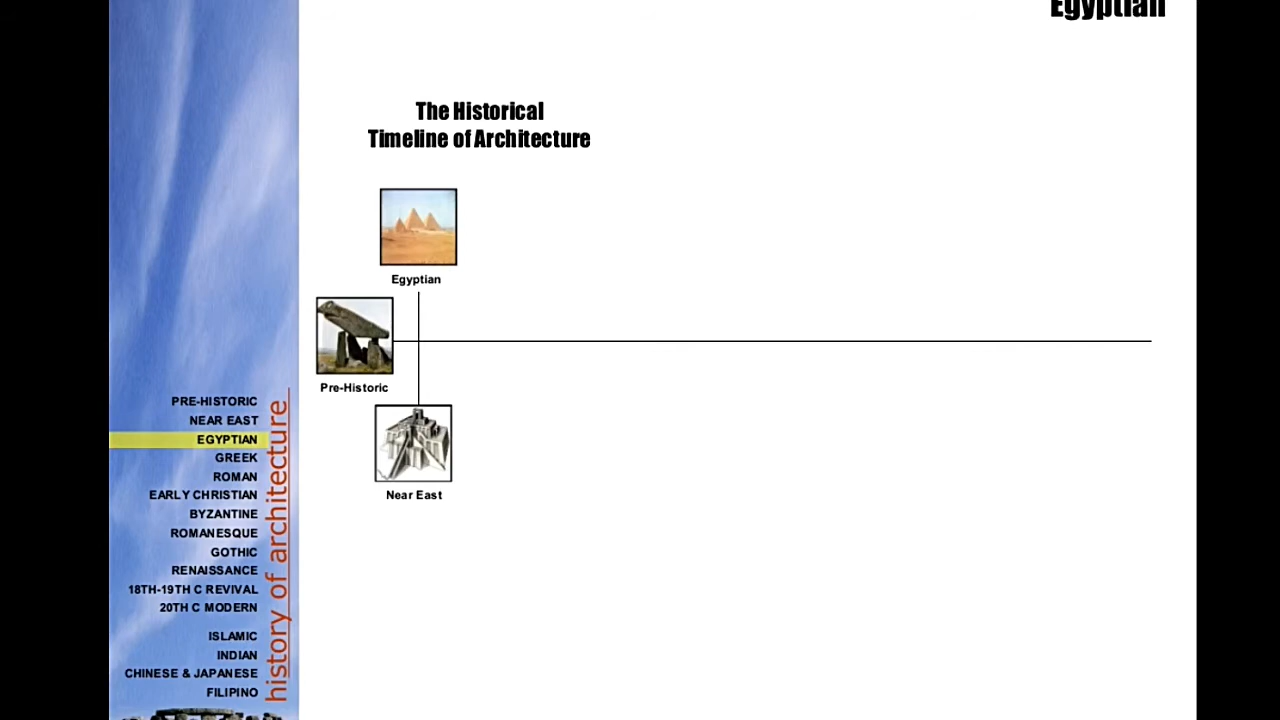 Egyptian
The Historical
Timeline of Architecture
Egyptian
Pre-Historic
Near East
PRE-HISTORIC
NEAR EAST
EGYPTIAN
GREEK
ROMAN
EARLY CHRISTIAN
BYZANTINE
ROMANESQUE
GOTHIC
RENAISSANCE
18TH-19TH C REVIVAL
20TH C MODERN
ISLAMIC
INDIAN
CHINESE & JAPANESE
FILIPINO
history of architecture